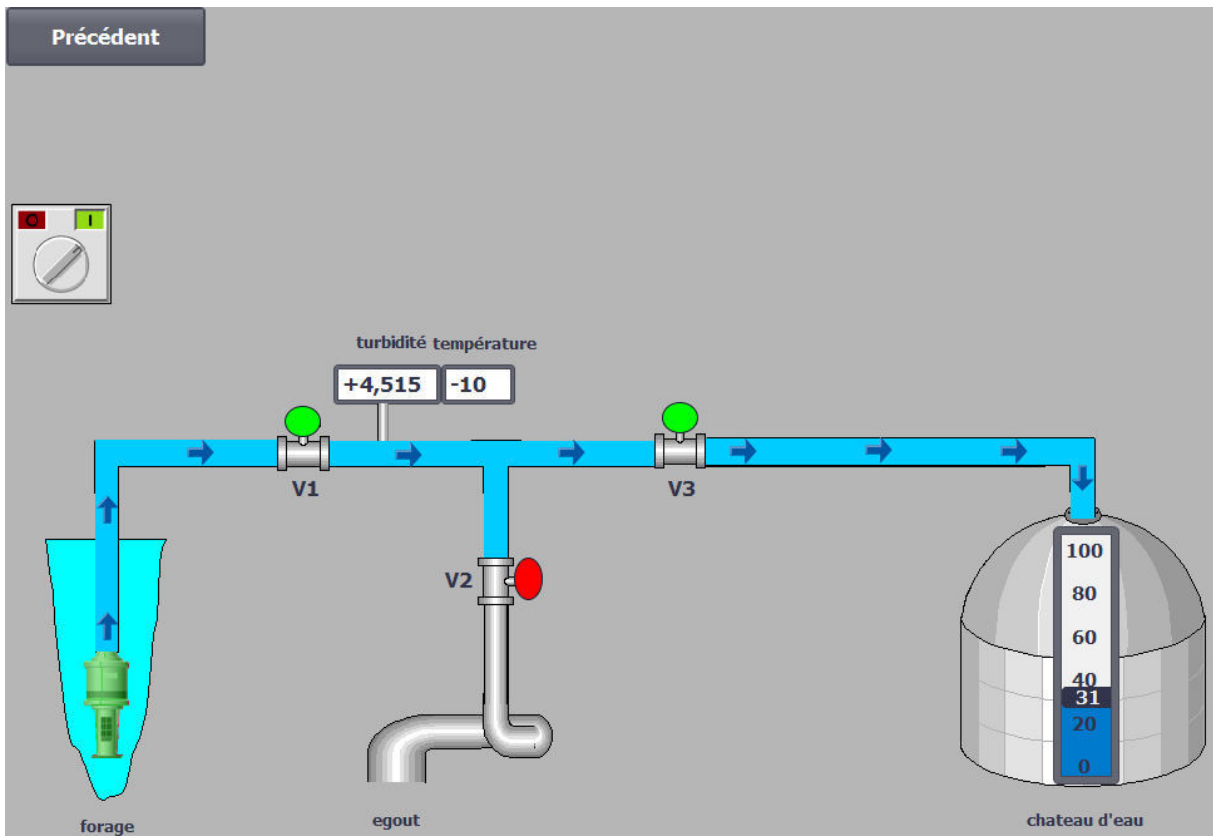 Précédent
O I
turbidité température
+4,515 -10
V1
V3
V2
100
80
60
40
31
20
0
forage
egout
chateau d'eau